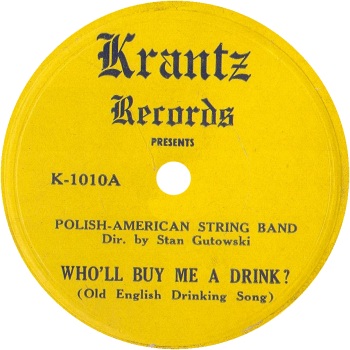 Krantz
Records
PRESENTS
K-1010A
POLISH-AMERICAN STRING BAND
Dir. by Stan Gutowski
WHO'LL BUY ME A DRINK?
(Old English Drinking Song)